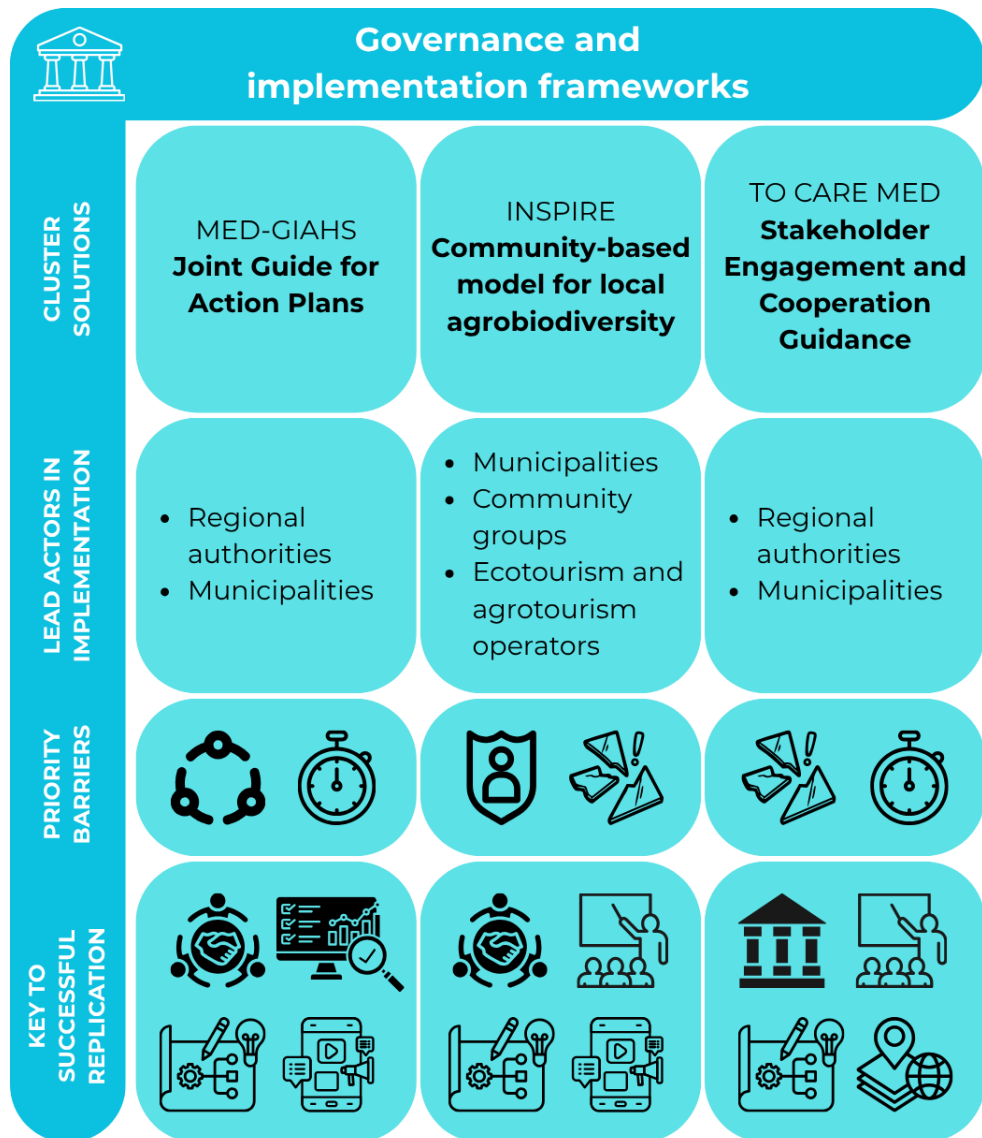 Governance and
implementation frameworks
CLUSTER
SOLUTIONS
MED-GIAHS
Joint Guide for
Action Plans
INSPIRE
Community-based
model for local
agrobiodiversity
TO CARE MED
Stakeholder
Engagement and
Cooperation
Guidance
LEAD ACTORS IN
IMPLEMENTATION
• Regional
authorities
• Municipalities
• Municipalities
• Community
groups
• Ecotourism and
agrotourism
operators
• Regional
authorities
• Municipalities
PRIORITY
BARRIERS
KEY TO
SUCCESSFUL
REPLICATION